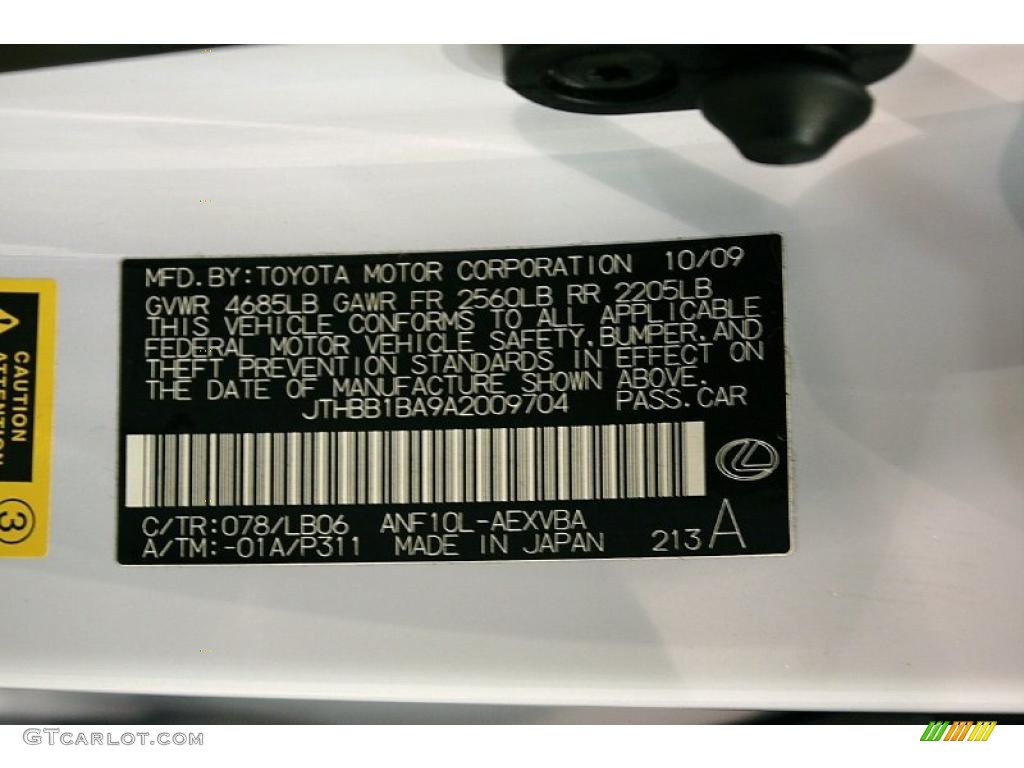 MFD. BY: TOYOTA MOTOR CORPORATION 10/09
GVWR 4685LB GAWR FR 2560LB RR 2205LB
THIS VEHICLE CONFORMS TO ALL APPLICABLE
FEDERAL MOTOR VEHICLE SAFETY, BUMPER, AND
THEFT PREVENTION STANDARDS IN EFFECT ON
THE DATE OF MANUFACTURE SHOWN ABOVE.
JTHBB1BA9A2009704 PASS. CAR
C/TR: 078/LB06 ANF10L-AEXVBA
A/TM: -01A/P311 MADE IN JAPAN 213 A
CAUTION
ATTENTION
3
GTCarLot.com